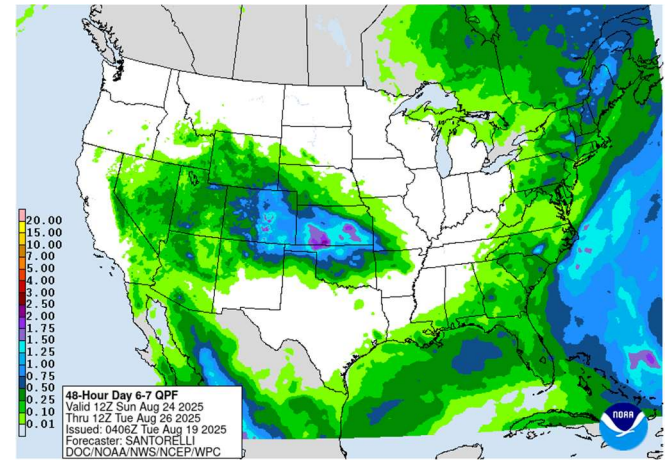 20.00
15.00
10.00
7.00
5.00
4.00
3.00
2.50
2.00
1.75
1.50
1.25
1.00
0.75
0.50
0.25
0.10
0.01
48-Hour Day 6-7 QPF
Valid 12Z Sun Aug 24 2025
Thru 12Z Tue Aug 26 2025
Issued: 0406Z Tue Aug 19 2025
Forecaster: SANTORELLI
DOC/NOAA/NWS/NCEP/WPC
NOAA